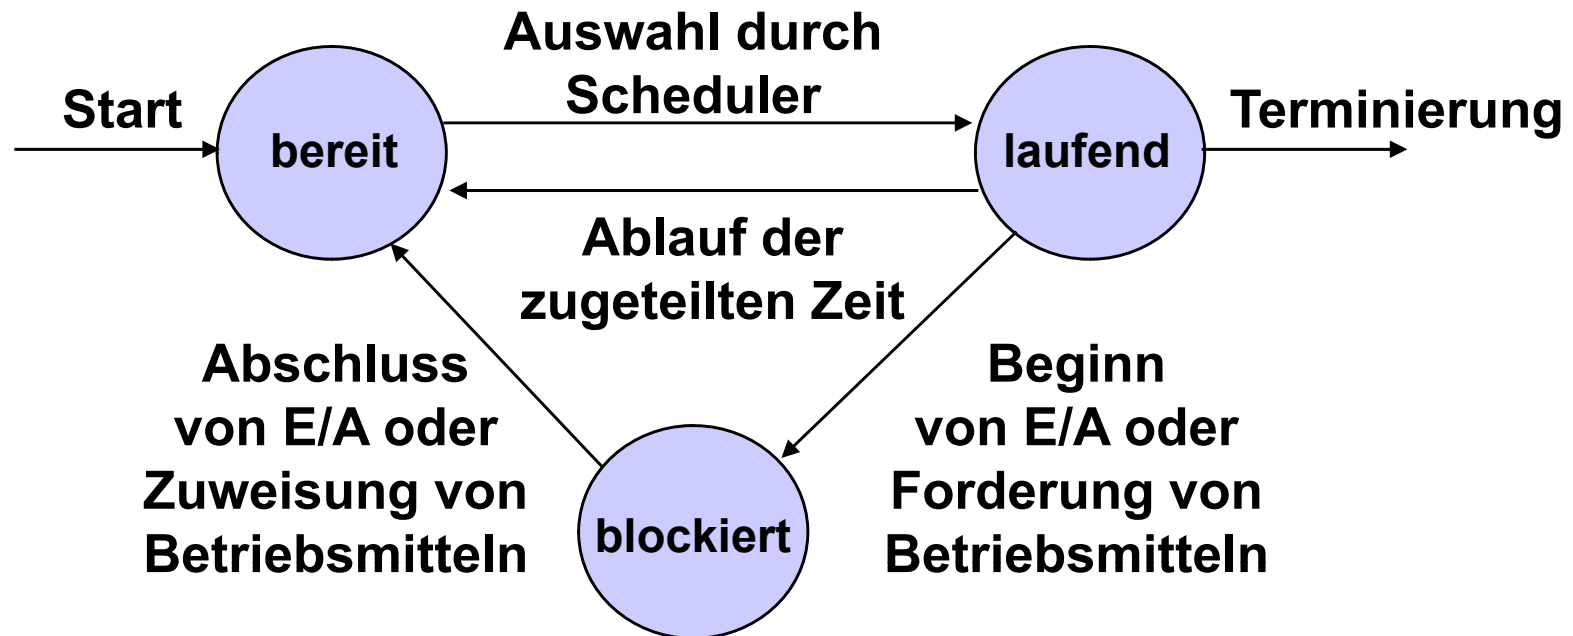 Auswahl durch
Scheduler
Start
Terminierung
bereit
laufend
Ablauf der
zugeteilten Zeit
Abschluss
von E/A oder
Zuweisung von
Betriebsmitteln
Beginn
von E/A oder
Forderung von
Betriebsmitteln
blockiert